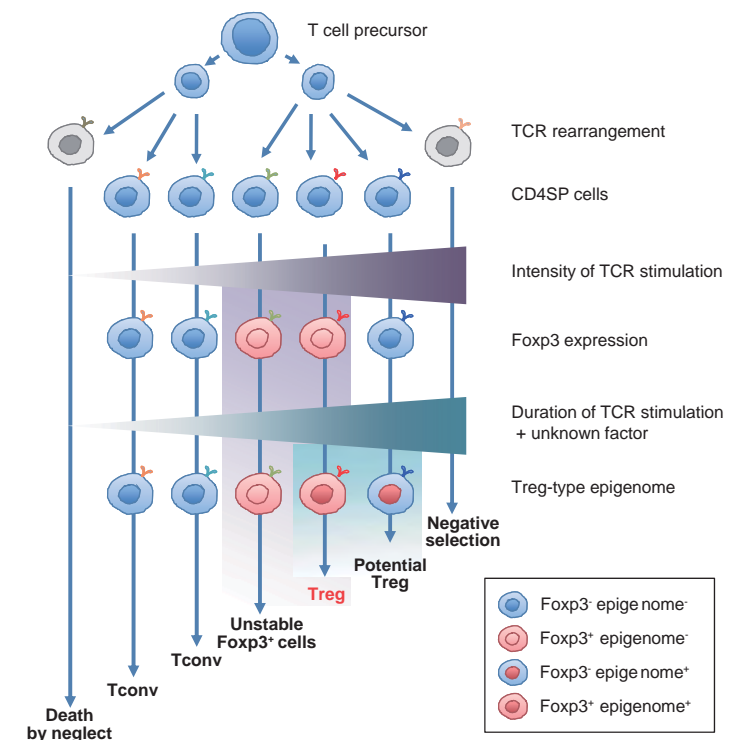 T cell precursor
TCR rearrangement
CD4SP cells
Intensity of TCR stimulation
Foxp3 expression
Duration of TCR stimulation
+ unknown factor
Treg-type epigenome
Negative
selection
Potential
Treg
Treg
Unstable
Foxp3⁺ cells
Tconv
Tconv
Death
by neglect
Foxp3⁻ epige nome⁻
Foxp3⁺ epigenome⁻
Foxp3⁻ epige nome⁺
Foxp3⁺ epigenome⁺